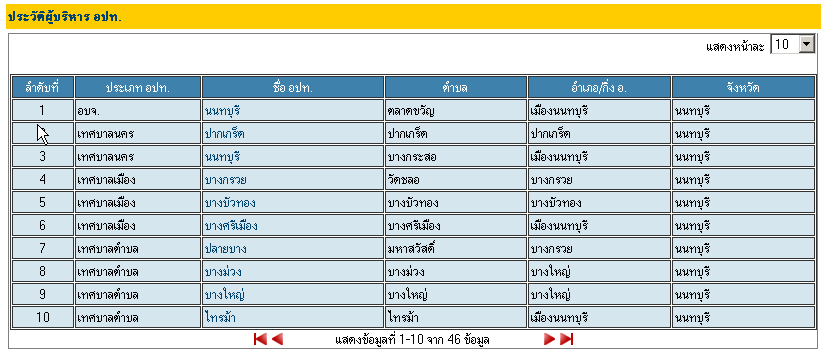 ประวัติผู้บริหาร อปท.
แสดงหน้าละ 10
ลำดับที่ ประเภท อปท. ชื่อ อปท. ตำบล อำเภอ/กิ่ง อ. จังหวัด
1 อบจ. นนทบุรี ตลาดขวัญ เมืองนนทบุรี นนทบุรี
เทศบาลนคร ปากเกร็ด ปากเกร็ด ปากเกร็ด นนทบุรี
3 เทศบาลนคร นนทบุรี บางกระสอ เมืองนนทบุรี นนทบุรี
4 เทศบาลเมือง บางกรวย วัดชลอ บางกรวย นนทบุรี
5 เทศบาลเมือง บางบัวทอง บางบัวทอง บางบัวทอง นนทบุรี
6 เทศบาลเมือง บางศรีเมือง บางศรีเมือง เมืองนนทบุรี นนทบุรี
7 เทศบาลตำบล ปลายบาง มหาสวัสดิ์ บางกรวย นนทบุรี
8 เทศบาลตำบล บางม่วง บางม่วง บางใหญ่ นนทบุรี
9 เทศบาลตำบล บางใหญ่ บางใหญ่ บางใหญ่ นนทบุรี
10 เทศบาลตำบล ไทรม้า ไทรม้า เมืองนนทบุรี นนทบุรี
แสดงข้อมูลที่ 1-10 จาก 46 ข้อมูล